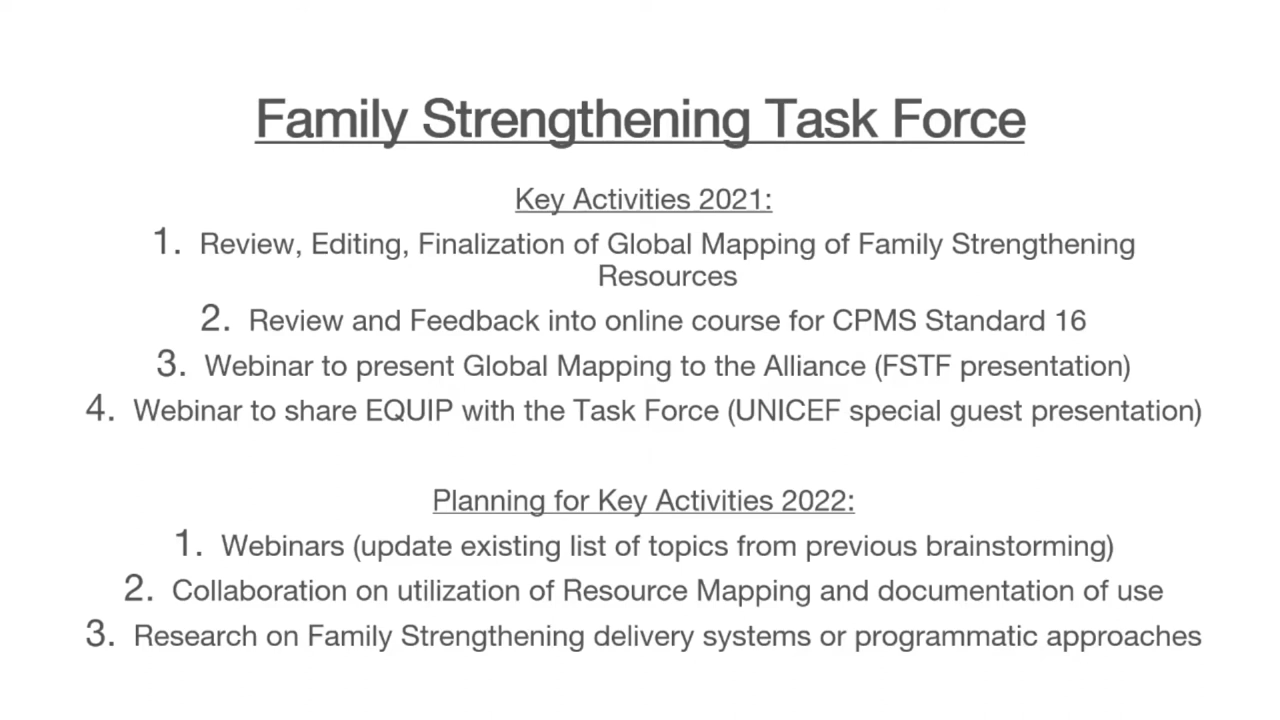 Family Strengthening Task Force
Key Activities 2021:
1. Review, Editing, Finalization of Global Mapping of Family Strengthening
Resources
2. Review and Feedback into online course for CPMS Standard 16
3. Webinar to present Global Mapping to the Alliance (FSTF presentation)
4. Webinar to share EQUIP with the Task Force (UNICEF special guest presentation)
Planning for Key Activities 2022:
1. Webinars (update existing list of topics from previous brainstorming)
2. Collaboration on utilization of Resource Mapping and documentation of use
3. Research on Family Strengthening delivery systems or programmatic approaches